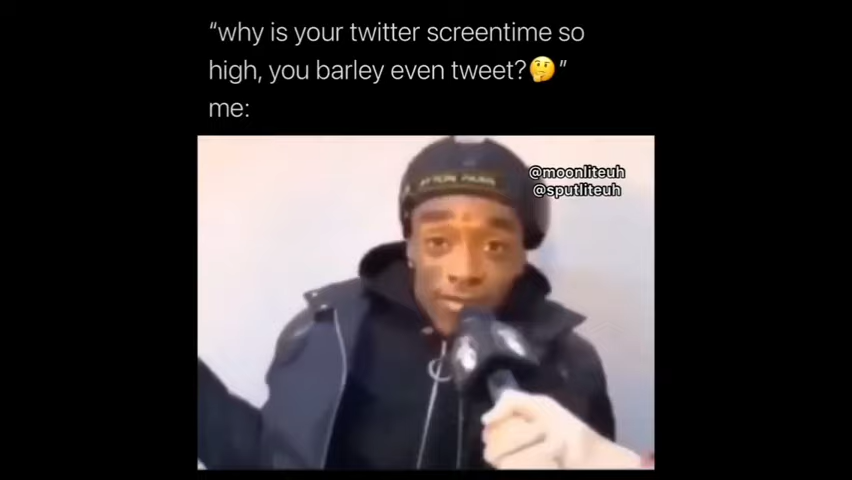 “why is your twitter screentime so
high, you barley even tweet?🤔”
me:
@moonliteuh
@sputliteuh